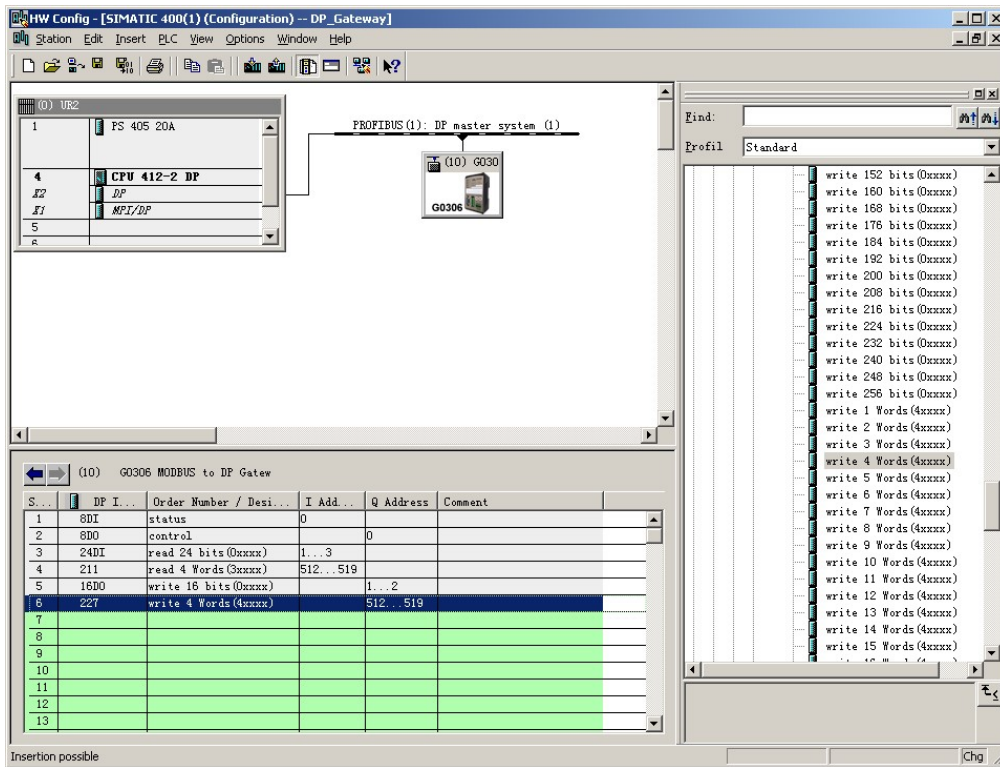 HW Config - [SIMATIC 400(1) (Configuration) -- DP_Gateway]
Station Edit Insert PLC View Options Window Help
(0) UR2
1 PS 405 20A
4 CPU 412-2 DP
X2 DP
X1 MPI/DP
5
6
PROFIBUS(1): DP master system (1)
(10) G030
G0306
Find:
Profil Standard
write 152 bits(0xxxx)
write 160 bits(0xxxx)
write 168 bits(0xxxx)
write 176 bits(0xxxx)
write 184 bits(0xxxx)
write 192 bits(0xxxx)
write 200 bits(0xxxx)
write 208 bits(0xxxx)
write 216 bits(0xxxx)
write 224 bits(0xxxx)
write 232 bits(0xxxx)
write 240 bits(0xxxx)
write 248 bits(0xxxx)
write 256 bits(0xxxx)
write 1 Words(4xxxx)
write 2 Words(4xxxx)
write 3 Words(4xxxx)
write 4 Words(4xxxx)
write 5 Words(4xxxx)
write 6 Words(4xxxx)
write 7 Words(4xxxx)
write 8 Words(4xxxx)
write 9 Words(4xxxx)
write 10 Words(4xxxx)
write 11 Words(4xxxx)
write 12 Words(4xxxx)
write 13 Words(4xxxx)
write 14 Words(4xxxx)
write 15 Words(4xxxx)
(10) G0306 MODBUS to DP Gatew
S... DP I... Order Number / Desi... I Add... Q Address Comment
1 8DI status 0
2 8DO control 0
3 24DI read 24 bits(0xxxx) 1...3
4 211 read 4 Words(3xxxx) 512...519
5 16DO write 16 bits(0xxxx) 1...2
6 227 write 4 Words(4xxxx) 512...519
7
8
9
10
11
12
13
Insertion possible
Chg